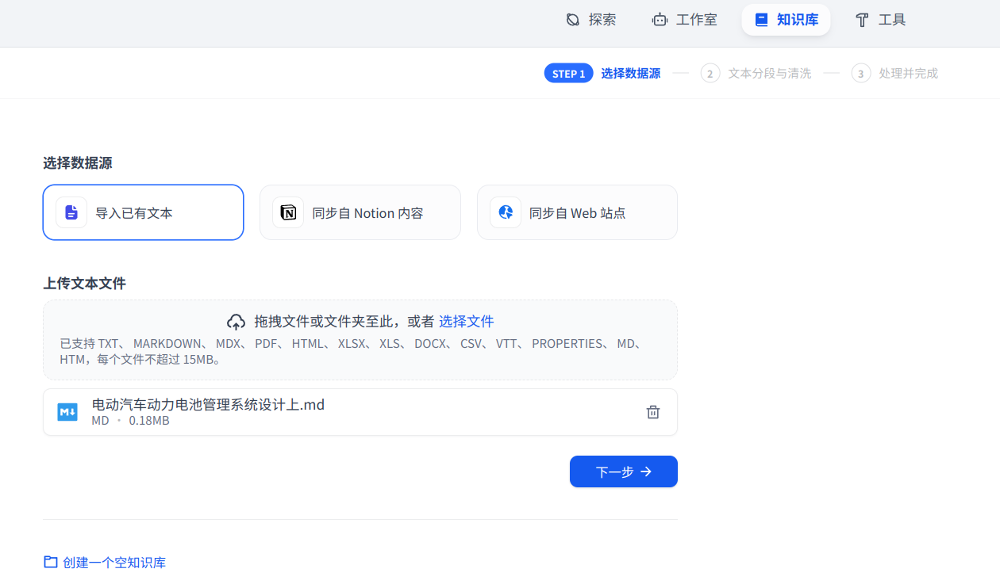 探索 工作室 知识库 工具
STEP 1 选择数据源 2 文本分段与清洗 3 处理并完成
选择数据源
导入已有文本 同步自 Notion 内容 同步自 Web 站点
上传文本文件
拖拽文件或文件夹至此，或者 选择文件
已支持 TXT、 MARKDOWN、 MDX、 PDF、 HTML、 XLSX、 XLS、 DOCX、 CSV、 VTT、 PROPERTIES、 MD、
HTM，每个文件不超过 15MB。
电动汽车动力电池管理系统设计上.md
MD · 0.18MB
下一步
创建一个空知识库